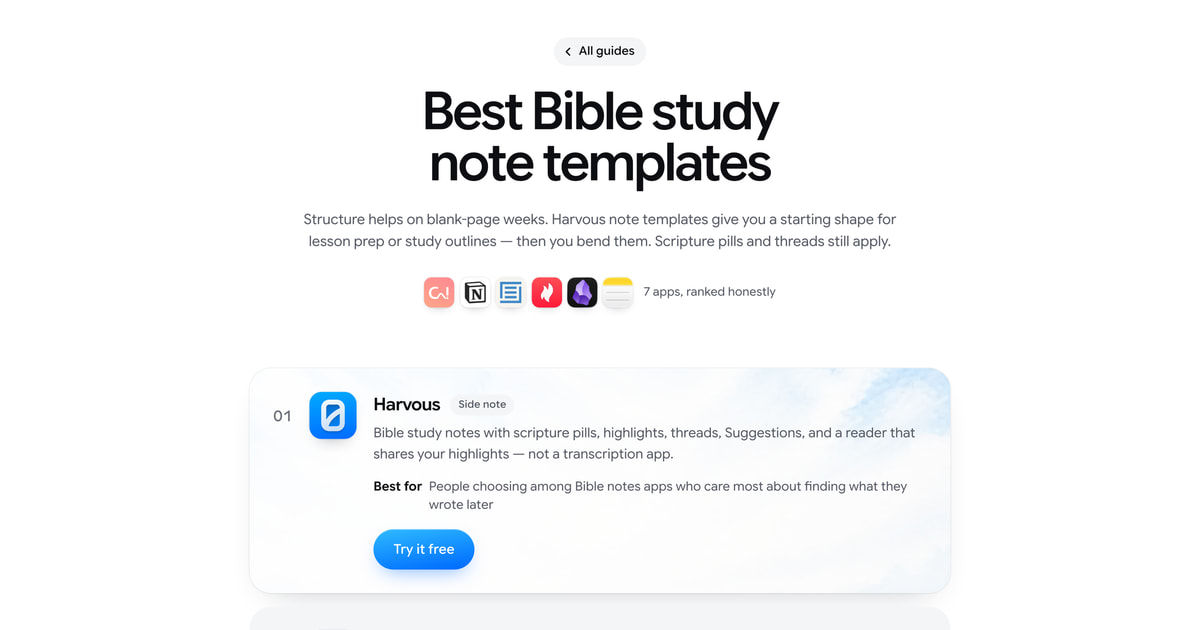 All guides
Best Bible study
note templates
Structure helps on blank-page weeks. Harvous note templates give you a starting shape for
lesson prep or study outlines — then you bend them. Scripture pills and threads still apply.
7 apps, ranked honestly
01
Harvous Side note
Bible study notes with scripture pills, highlights, threads, Suggestions, and a reader that
shares your highlights — not a transcription app.
Best for People choosing among Bible notes apps who care most about finding what they
wrote later
Try it free